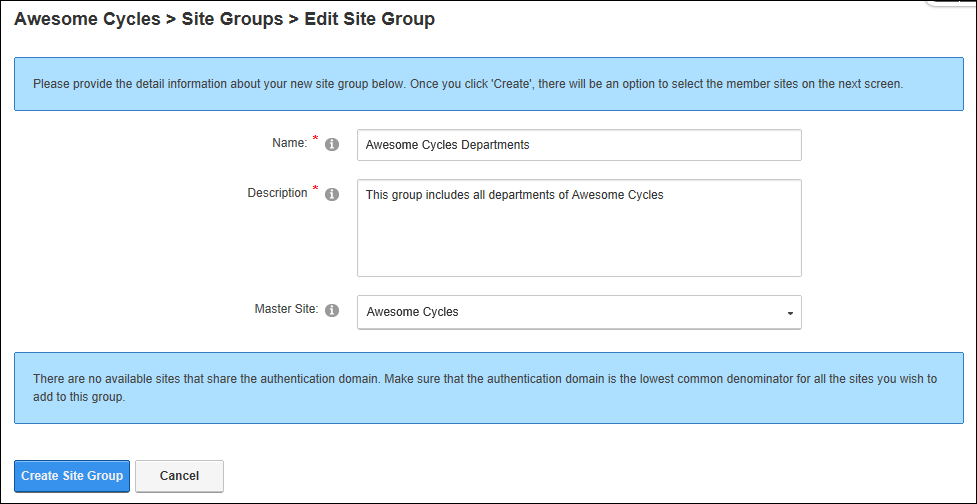 Awesome Cycles > Site Groups > Edit Site Group
Please provide the detail information about your new site group below. Once you click 'Create', there will be an option to select the member sites on the next screen.
Name: *
Awesome Cycles Departments
Description *
This group includes all departments of Awesome Cycles
Master Site:
Awesome Cycles
There are no available sites that share the authentication domain. Make sure that the authentication domain is the lowest common denominator for all the sites you wish to
add to this group.
Create Site Group
Cancel